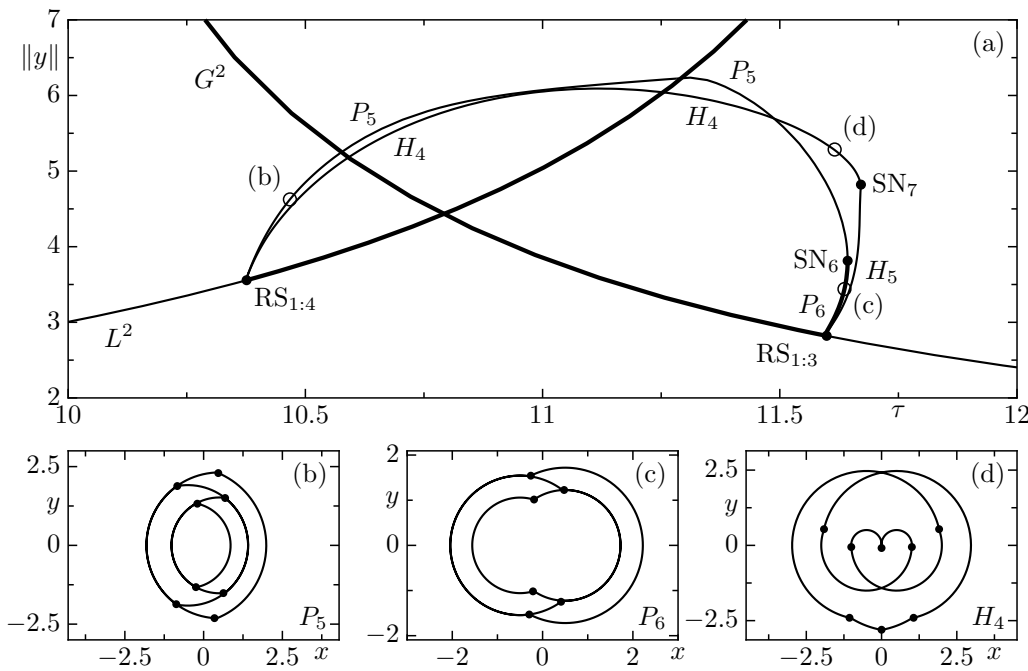 7
(a)
‖y‖
G²
P₅
6
P₅
H₄
H₄
(d)
5
(b)
SN₇
4
SN₆
H₅
RS₁:₄
P₆
(c)
3
L²
RS₁:₃
2
10
10.5
11
11.5
τ
12
2.5
(b)
y
0
−2.5
P₅
−2.5
0
2.5
x
2
(c)
y
0
−2
P₆
−2
0
2
x
2.5
(d)
y
0
−2.5
H₄
−2.5
0
2.5
x